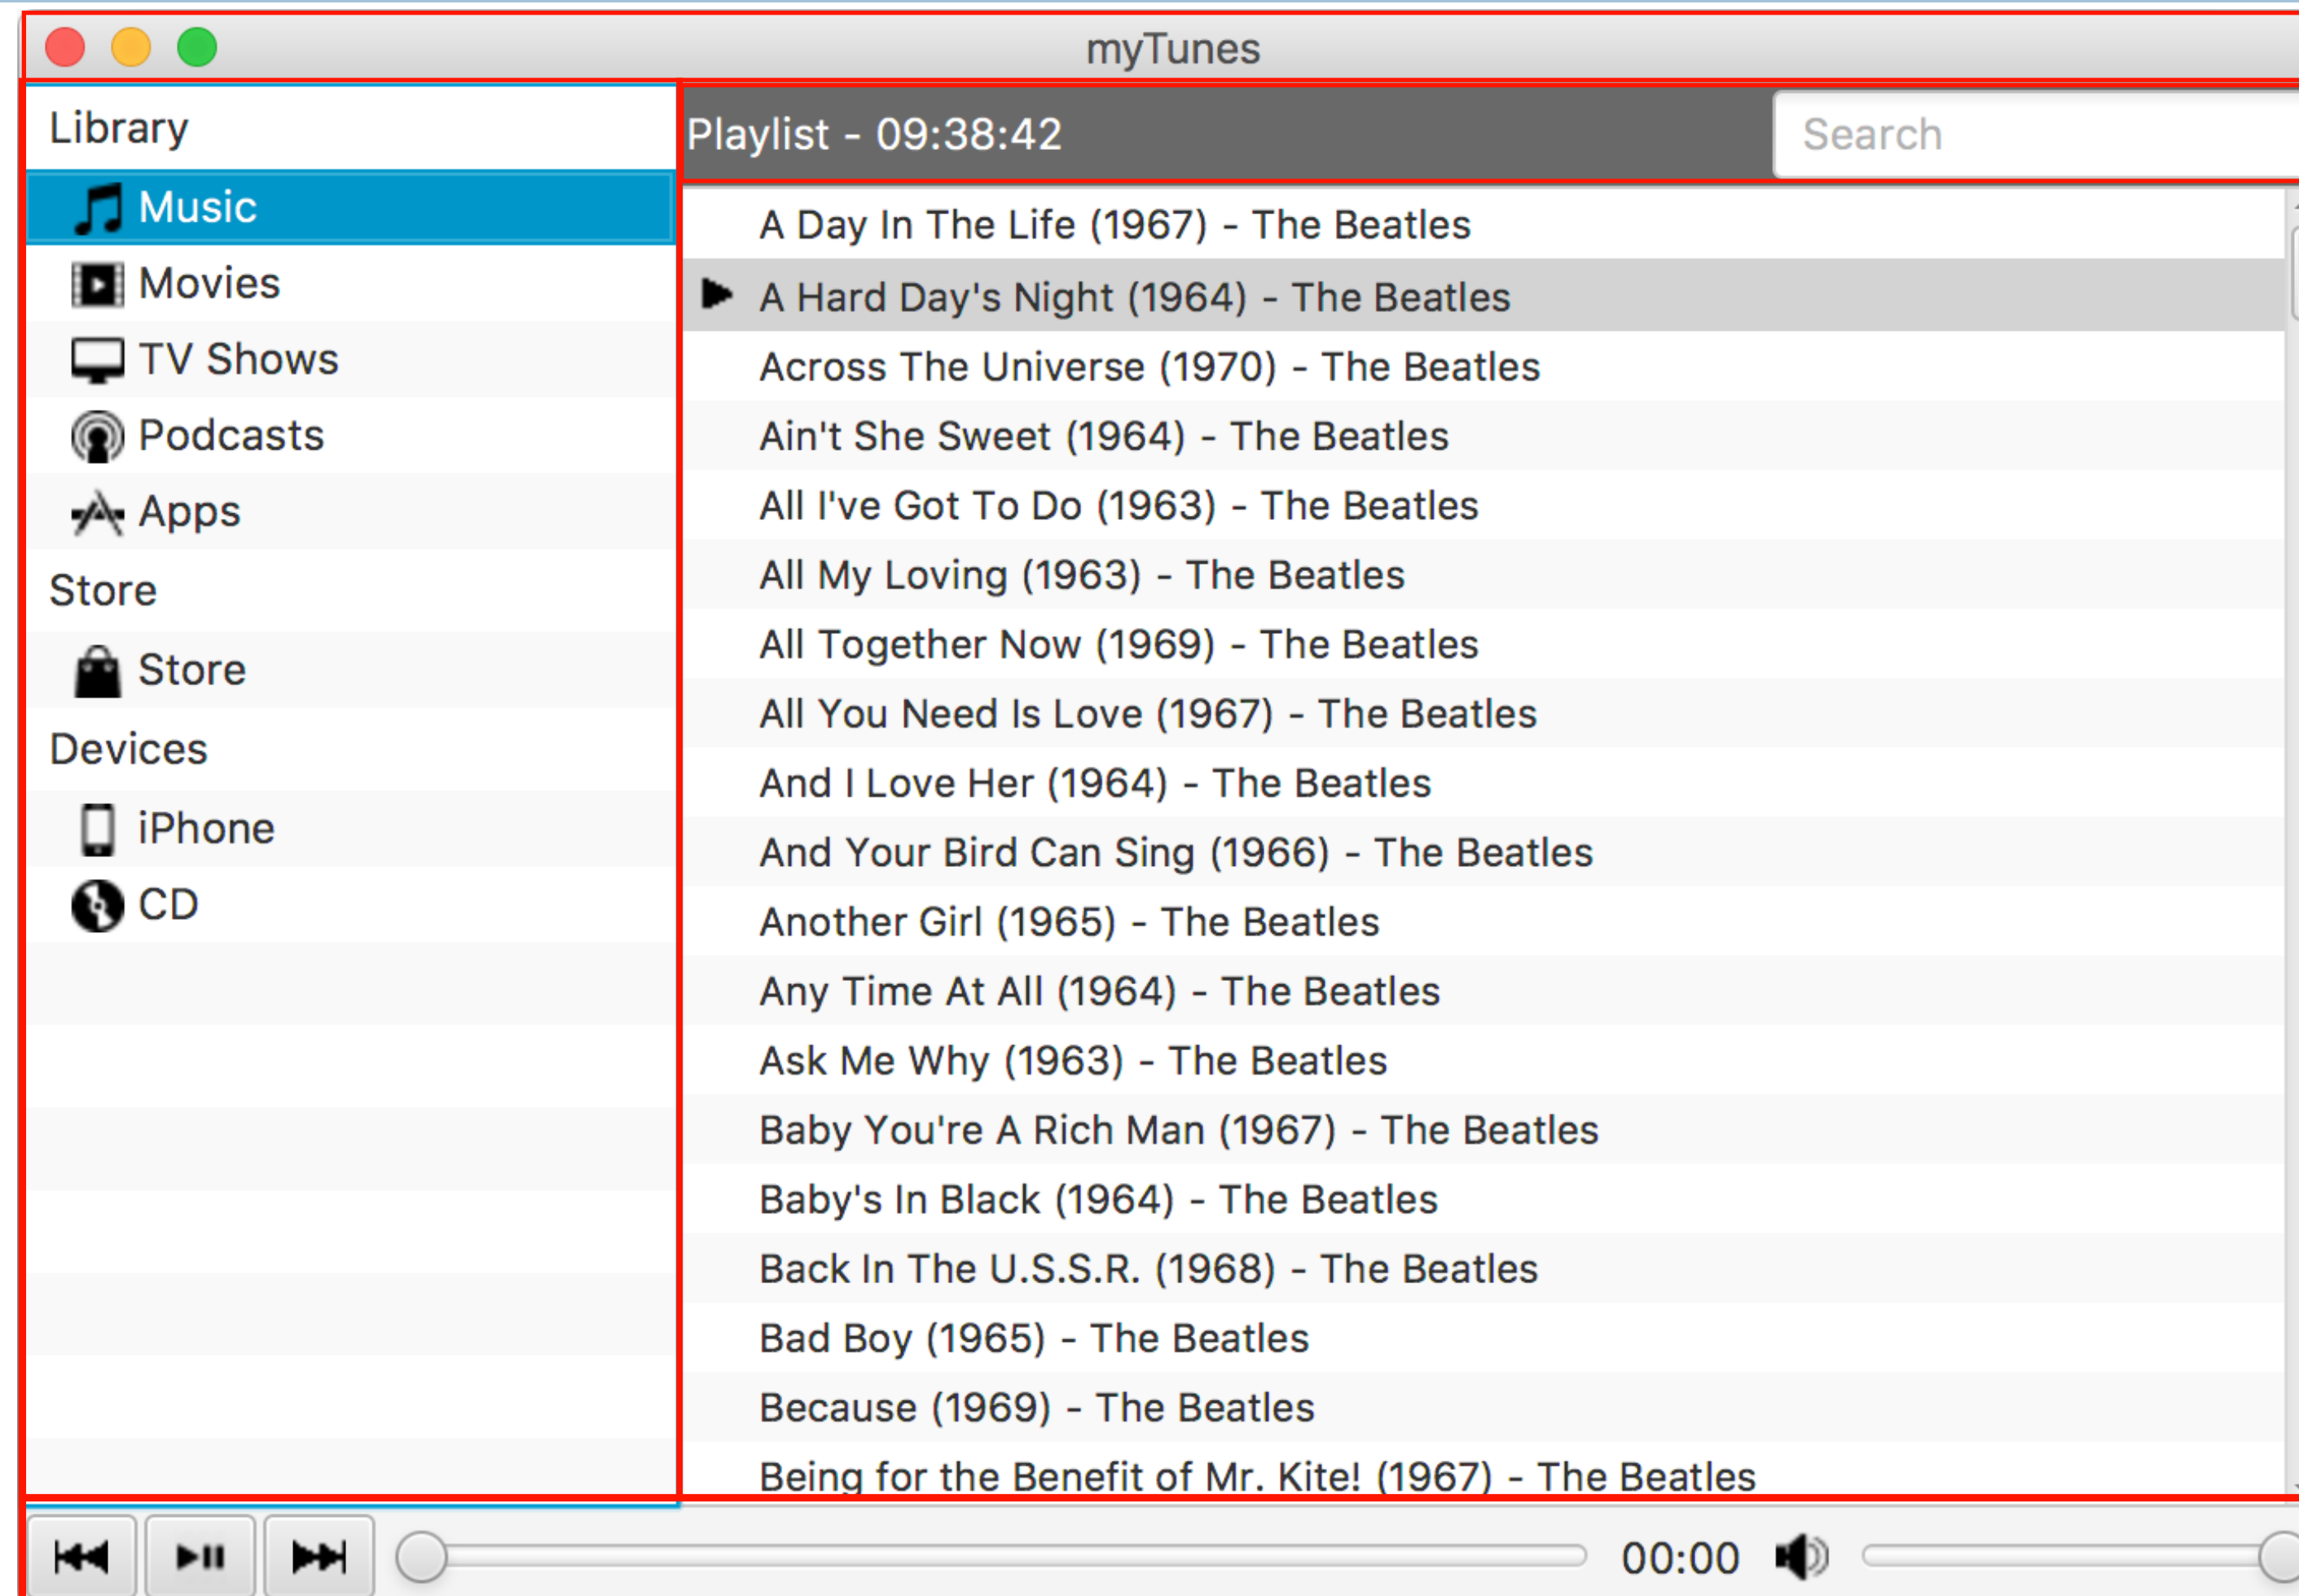 myTunes
Library
Music
Movies
TV Shows
Podcasts
Apps
Store
Store
Devices
iPhone
CD
Playlist - 09:38:42
Search
A Day In The Life (1967) - The Beatles
A Hard Day's Night (1964) - The Beatles
Across The Universe (1970) - The Beatles
Ain't She Sweet (1964) - The Beatles
All I've Got To Do (1963) - The Beatles
All My Loving (1963) - The Beatles
All Together Now (1969) - The Beatles
All You Need Is Love (1967) - The Beatles
And I Love Her (1964) - The Beatles
And Your Bird Can Sing (1966) - The Beatles
Another Girl (1965) - The Beatles
Any Time At All (1964) - The Beatles
Ask Me Why (1963) - The Beatles
Baby You're A Rich Man (1967) - The Beatles
Baby's In Black (1964) - The Beatles
Back In The U.S.S.R. (1968) - The Beatles
Bad Boy (1965) - The Beatles
Because (1969) - The Beatles
Being for the Benefit of Mr. Kite! (1967) - The Beatles
00:00